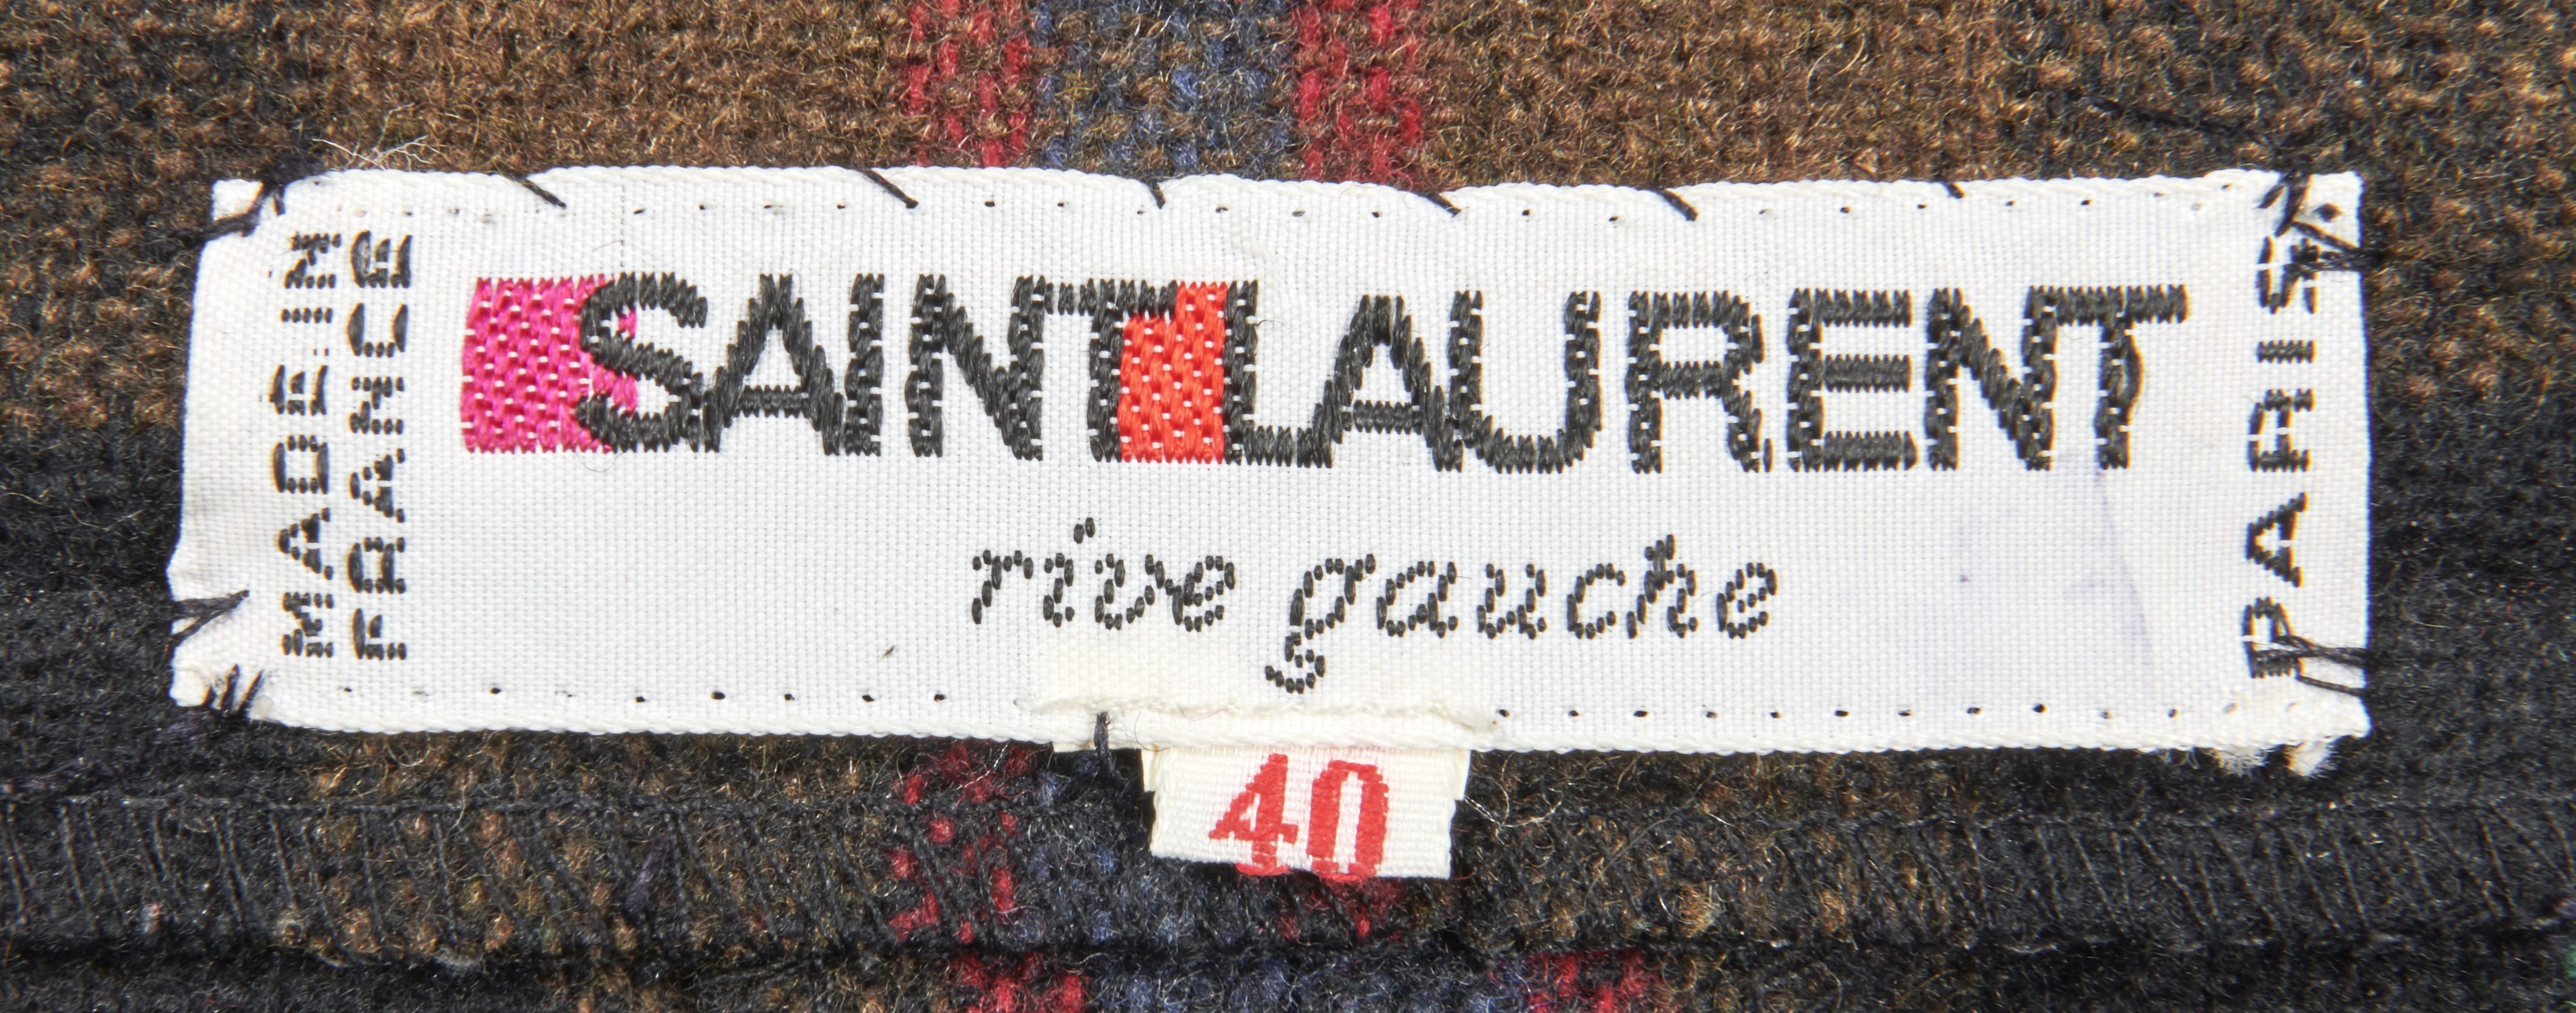 MADE IN
FRANCE
SAINT LAURENT
rive gauche
PARIS
40